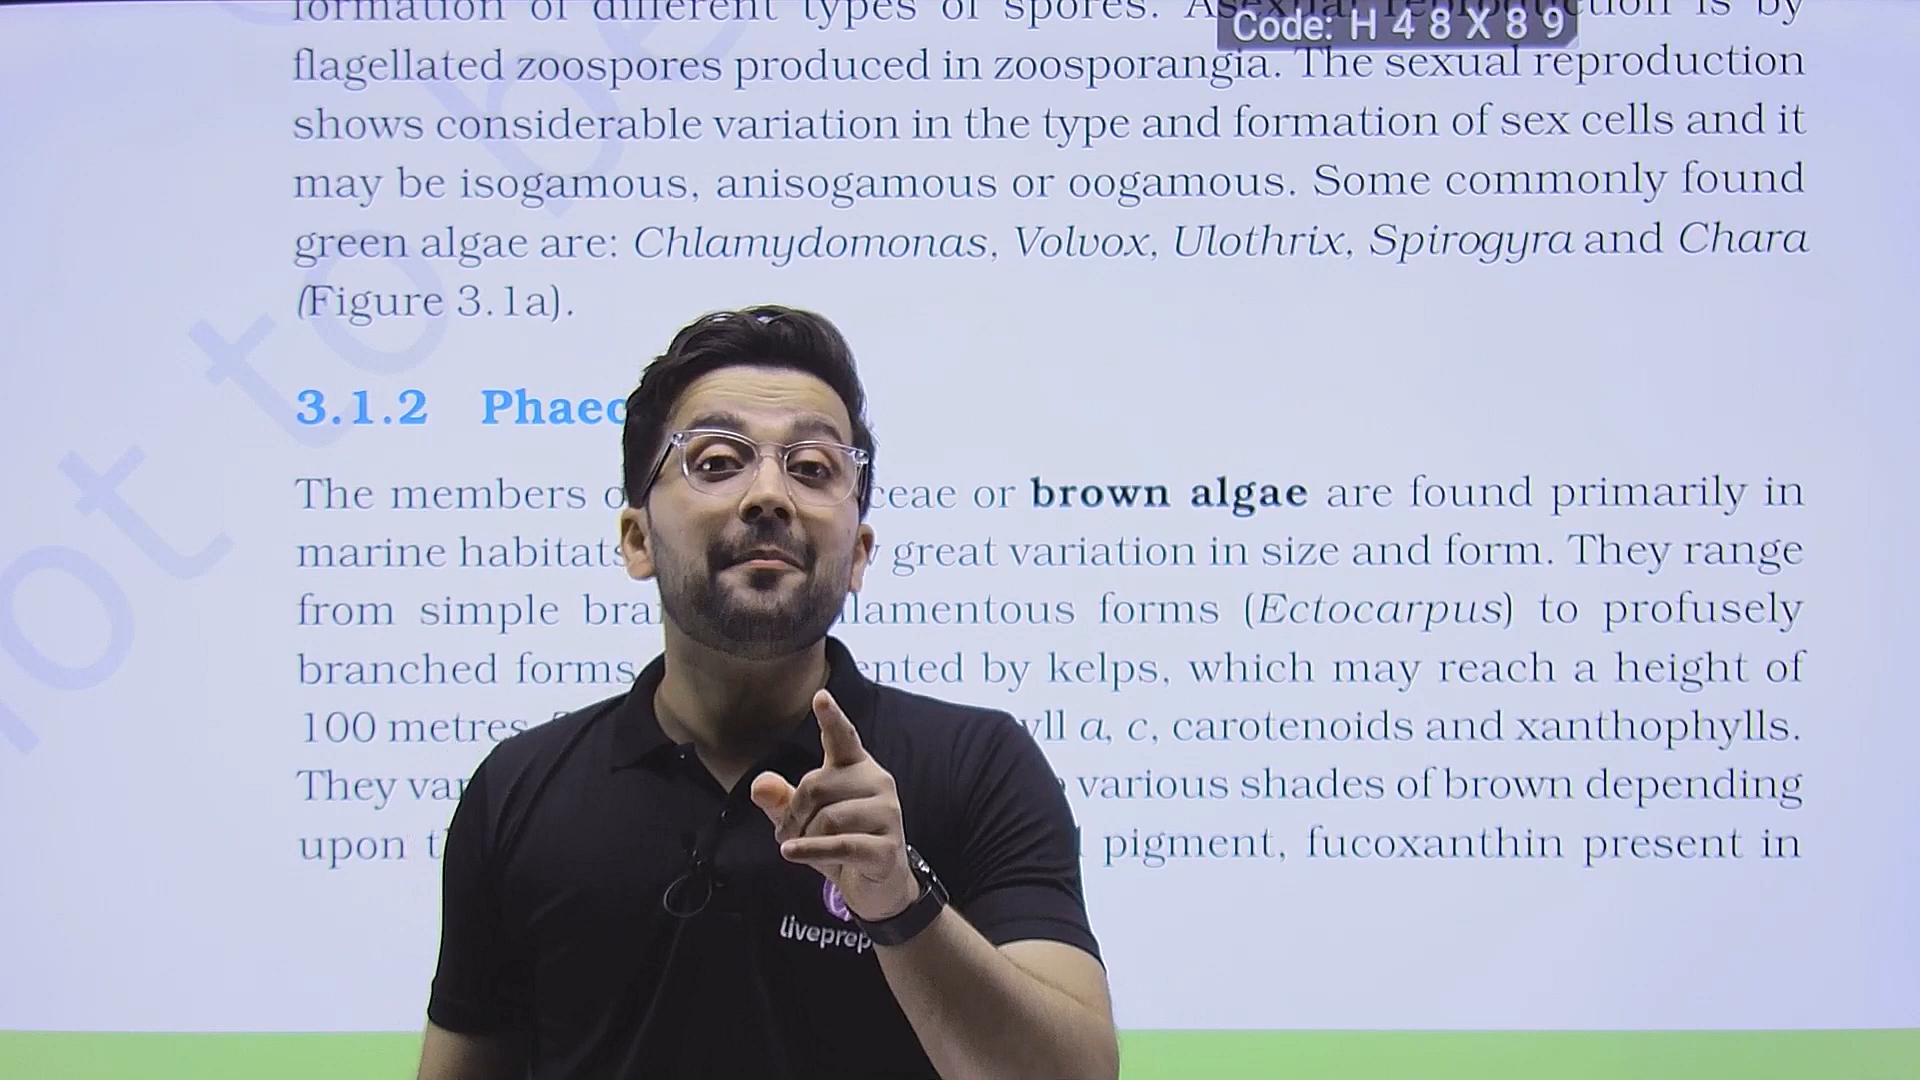 formation of different types of spores. Asexual reproduction is by
Code: H 4 8 X 8 9
flagellated zoospores produced in zoosporangia. The sexual reproduction
shows considerable variation in the type and formation of sex cells and it
may be isogamous, anisogamous or oogamous. Some commonly found
green algae are: Chlamydomonas, Volvox, Ulothrix, Spirogyra and Chara
(Figure 3.1a).
3.1.2 Phaeo
The members o ceae or brown algae are found primarily in
marine habitats great variation in size and form. They range
from simple bra lamentous forms (Ectocarpus) to profusely
branched forms ented by kelps, which may reach a height of
100 metres. yll a, c, carotenoids and xanthophylls.
They var various shades of brown depending
upon t pigment, fucoxanthin present in
liveprep
not to be